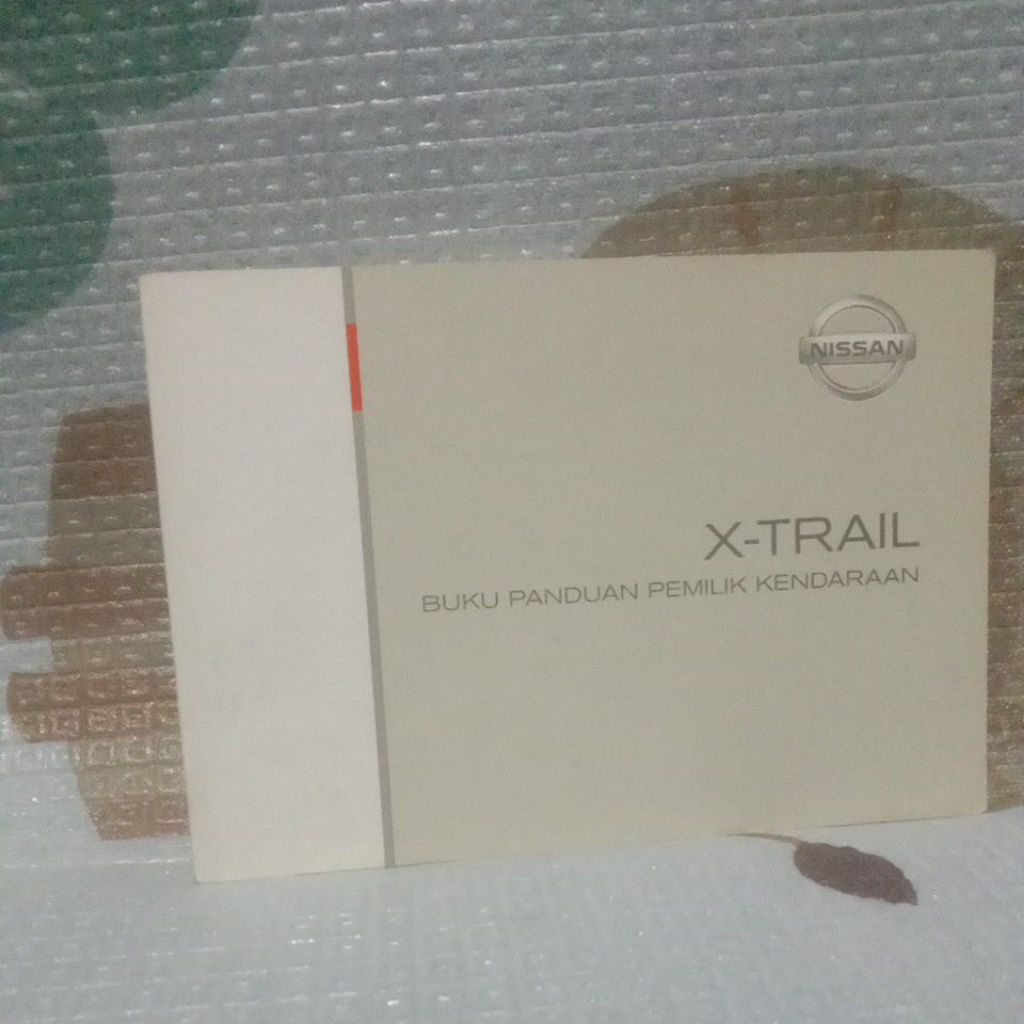 NISSAN
X-TRAIL
BUKU PANDUAN PEMILIK KENDARAAN